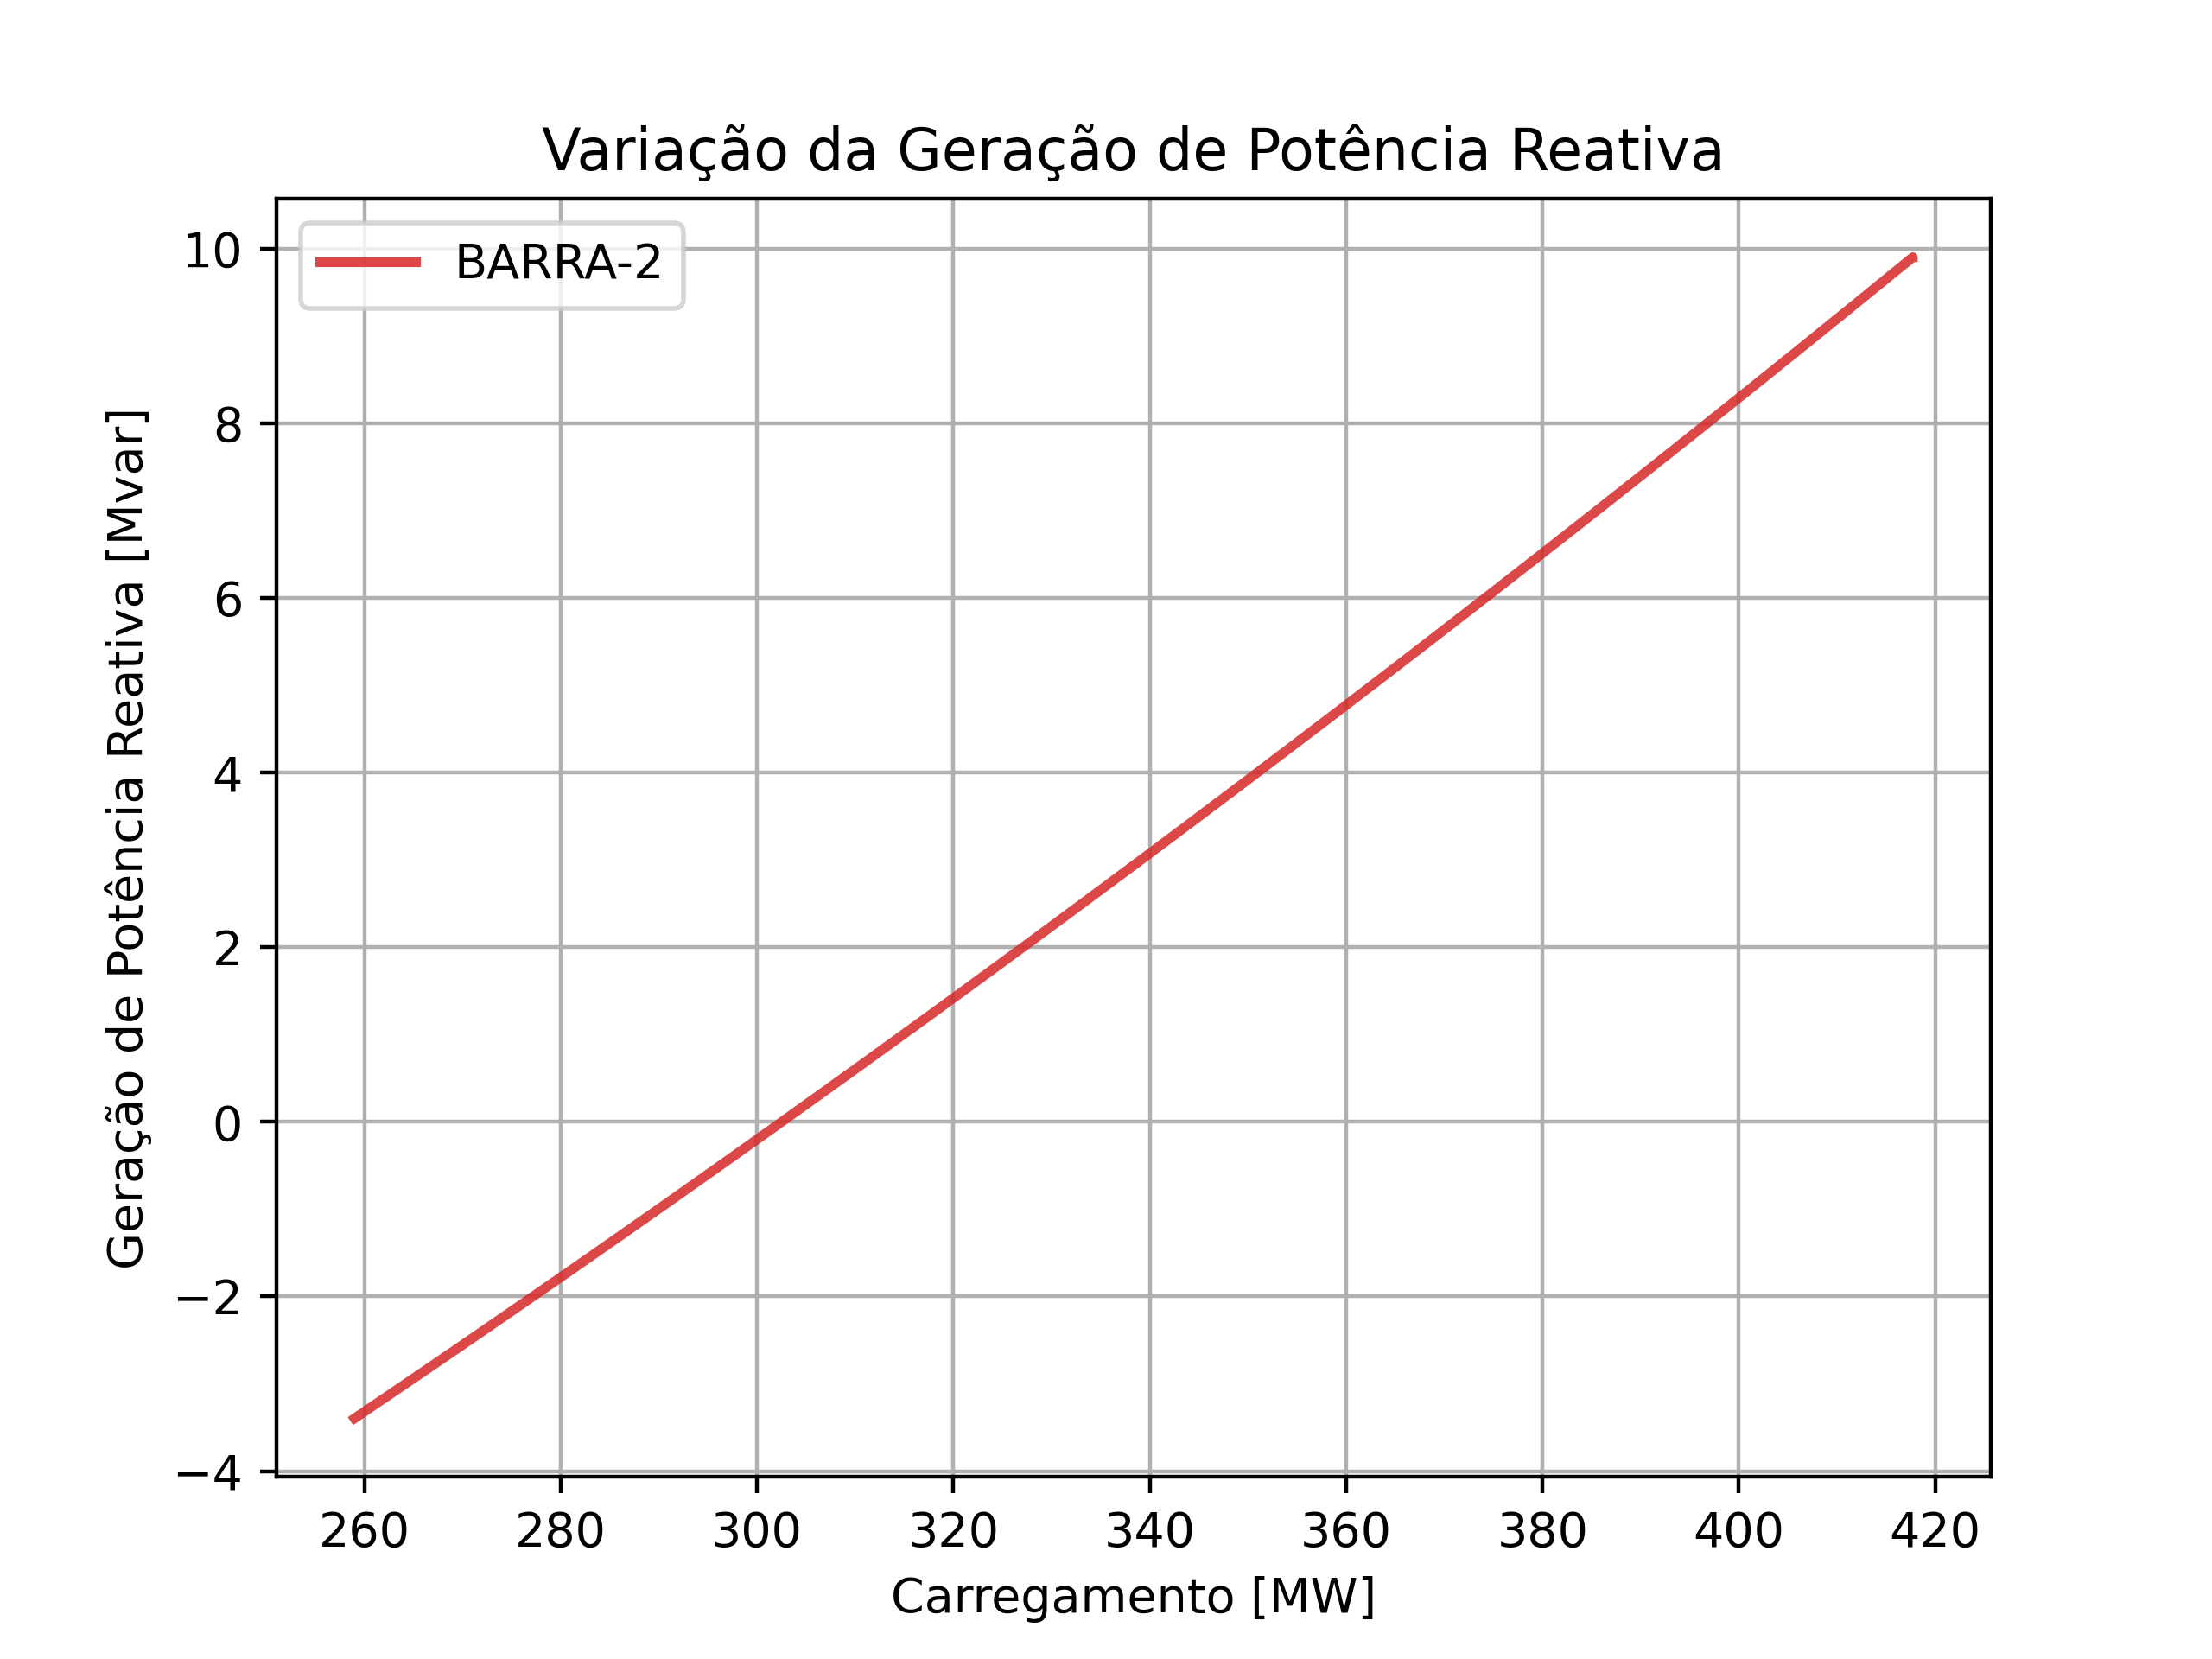 Variação da Geração de Potência Reativa
BARRA-2
Geração de Potência Reativa [Mvar]
10
8
6
4
2
0
−2
−4
260 280 300 320 340 360 380 400 420
Carregamento [MW]